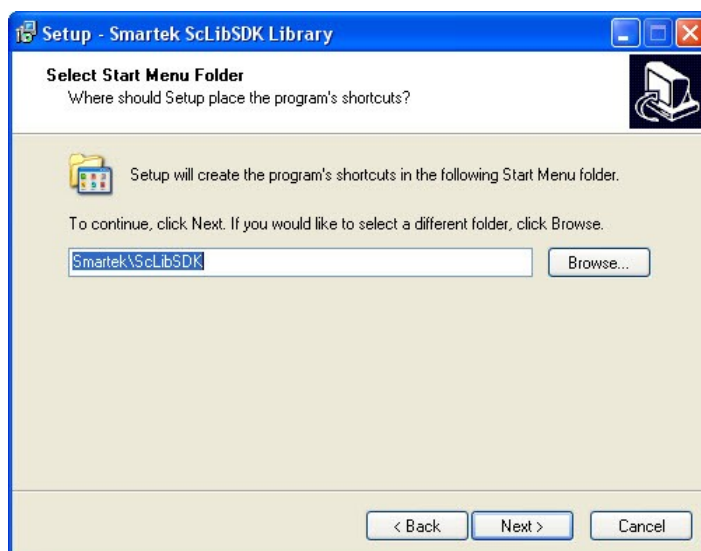 Setup - Smartek ScLibSDK Library
Select Start Menu Folder
Where should Setup place the program's shortcuts?
Setup will create the program's shortcuts in the following Start Menu folder.
To continue, click Next. If you would like to select a different folder, click Browse.
Smartek\ScLibSDK
Browse...
< Back
Next >
Cancel